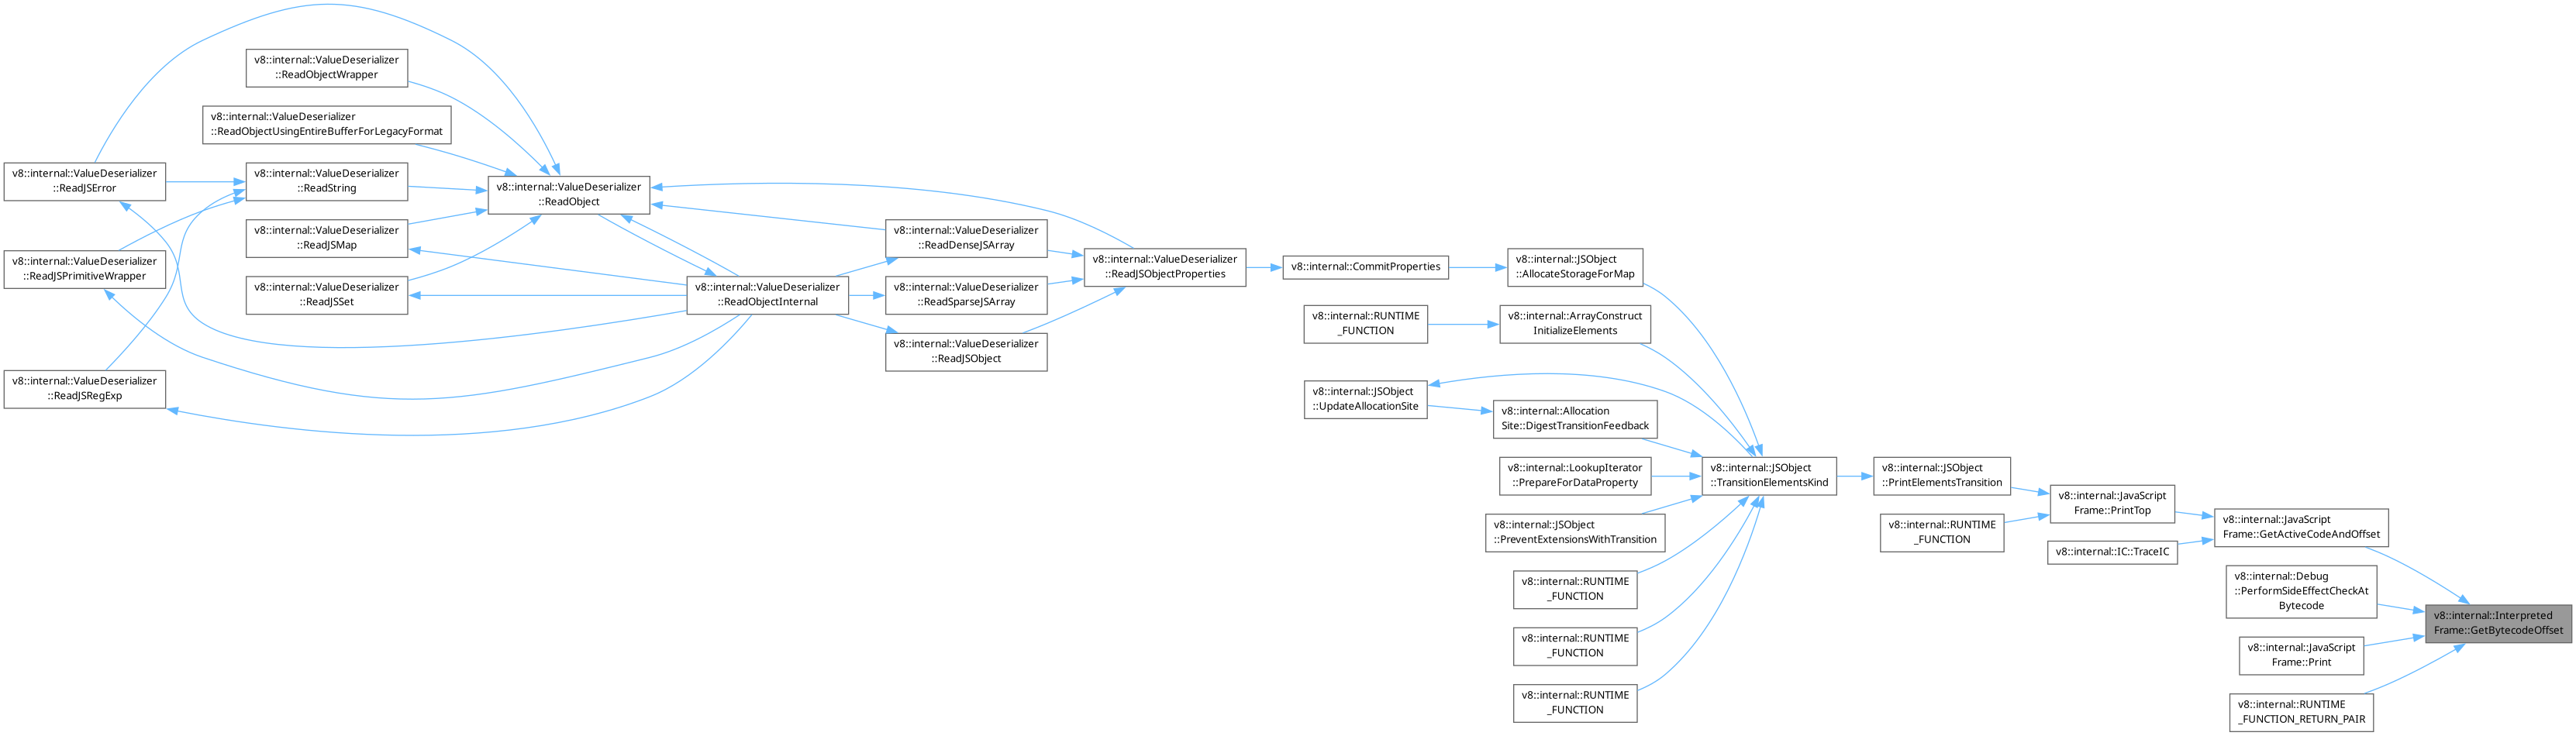 v8::internal::ValueDeserializer
::ReadJSError
v8::internal::ValueDeserializer
::ReadJSPrimitiveWrapper
v8::internal::ValueDeserializer
::ReadJSRegExp
v8::internal::ValueDeserializer
::ReadObjectWrapper
v8::internal::ValueDeserializer
::ReadObjectUsingEntireBufferForLegacyFormat
v8::internal::ValueDeserializer
::ReadString
v8::internal::ValueDeserializer
::ReadJSMap
v8::internal::ValueDeserializer
::ReadJSSet
v8::internal::ValueDeserializer
::ReadObject
v8::internal::ValueDeserializer
::ReadObjectInternal
v8::internal::ValueDeserializer
::ReadDenseJSArray
v8::internal::ValueDeserializer
::ReadSparseJSArray
v8::internal::ValueDeserializer
::ReadJSObject
v8::internal::ValueDeserializer
::ReadJSObjectProperties
v8::internal::CommitProperties
v8::internal::RUNTIME
_FUNCTION
v8::internal::JSObject
::UpdateAllocationSite
v8::internal::JSObject
::AllocateStorageForMap
v8::internal::ArrayConstruct
InitializeElements
v8::internal::Allocation
Site::DigestTransitionFeedback
v8::internal::LookupIterator
::PrepareForDataProperty
v8::internal::JSObject
::PreventExtensionsWithTransition
v8::internal::RUNTIME
_FUNCTION
v8::internal::RUNTIME
_FUNCTION
v8::internal::RUNTIME
_FUNCTION
v8::internal::JSObject
::TransitionElementsKind
v8::internal::JSObject
::PrintElementsTransition
v8::internal::RUNTIME
_FUNCTION
v8::internal::JavaScript
Frame::PrintTop
v8::internal::IC::TraceIC
v8::internal::JavaScript
Frame::GetActiveCodeAndOffset
v8::internal::Debug
::PerformSideEffectCheckAt
Bytecode
v8::internal::JavaScript
Frame::Print
v8::internal::RUNTIME
_FUNCTION_RETURN_PAIR
v8::internal::Interpreted
Frame::GetBytecodeOffset